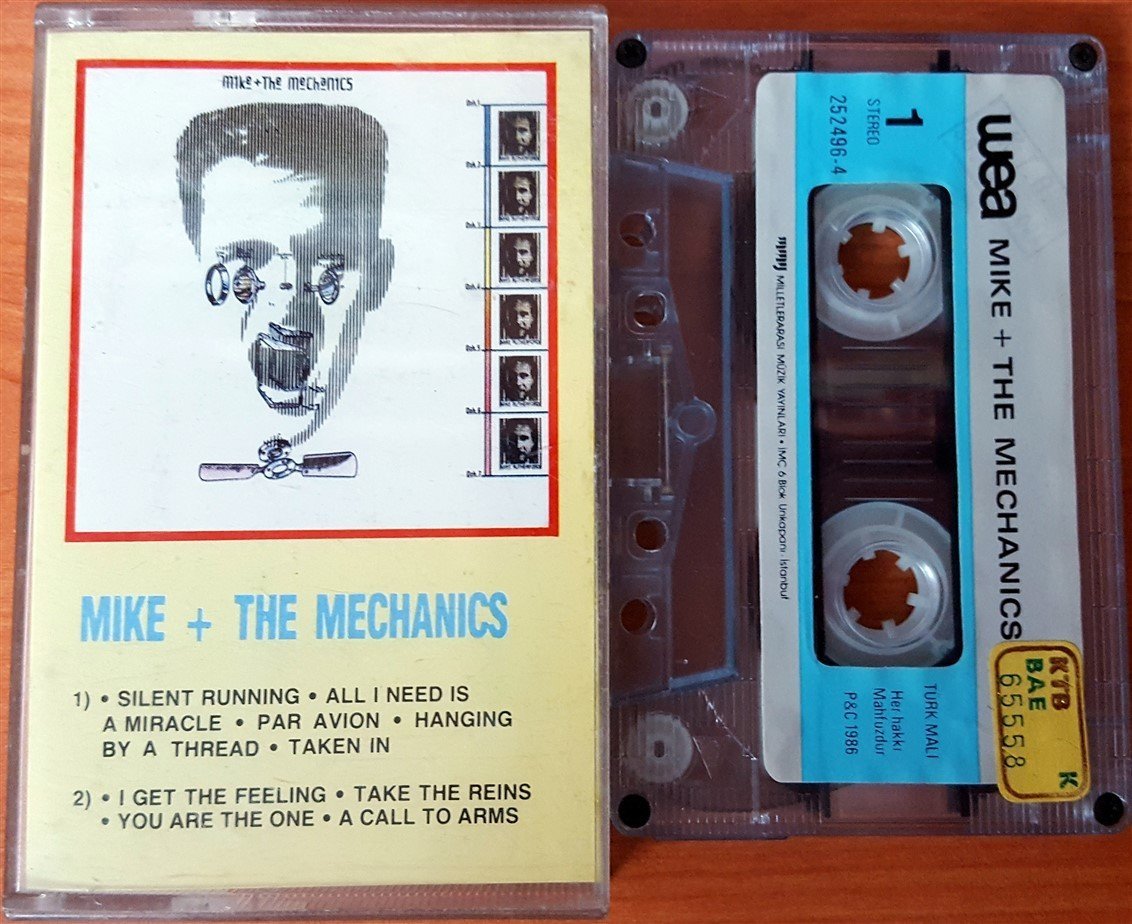 mike + The mechanics
MIKE + THE MECHANICS
1) • SILENT RUNNING • ALL I NEED IS
A MIRACLE • PAR AVION • HANGING
BY A THREAD • TAKEN IN
2) • I GET THE FEELING • TAKE THE REINS
• YOU ARE THE ONE • A CALL TO ARMS
wea MIKE + THE MECHANICS
1
STEREO
252496-4
MİLLETLERARASI MÜZİK YAYINLARI • İMC 6 Blok Unkapanı - İstanbul
TÜRK MALI
Her hakkı
Mahfuzdur
P&C 1986
KTB
BAE K
65558